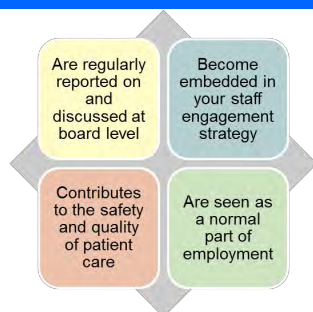 Are regularly
reported on
and
discussed at
board level
Become
embedded in
your staff
engagement
strategy
Contributes
to the safety
and quality
of patient
care
Are seen as
a normal
part of
employment